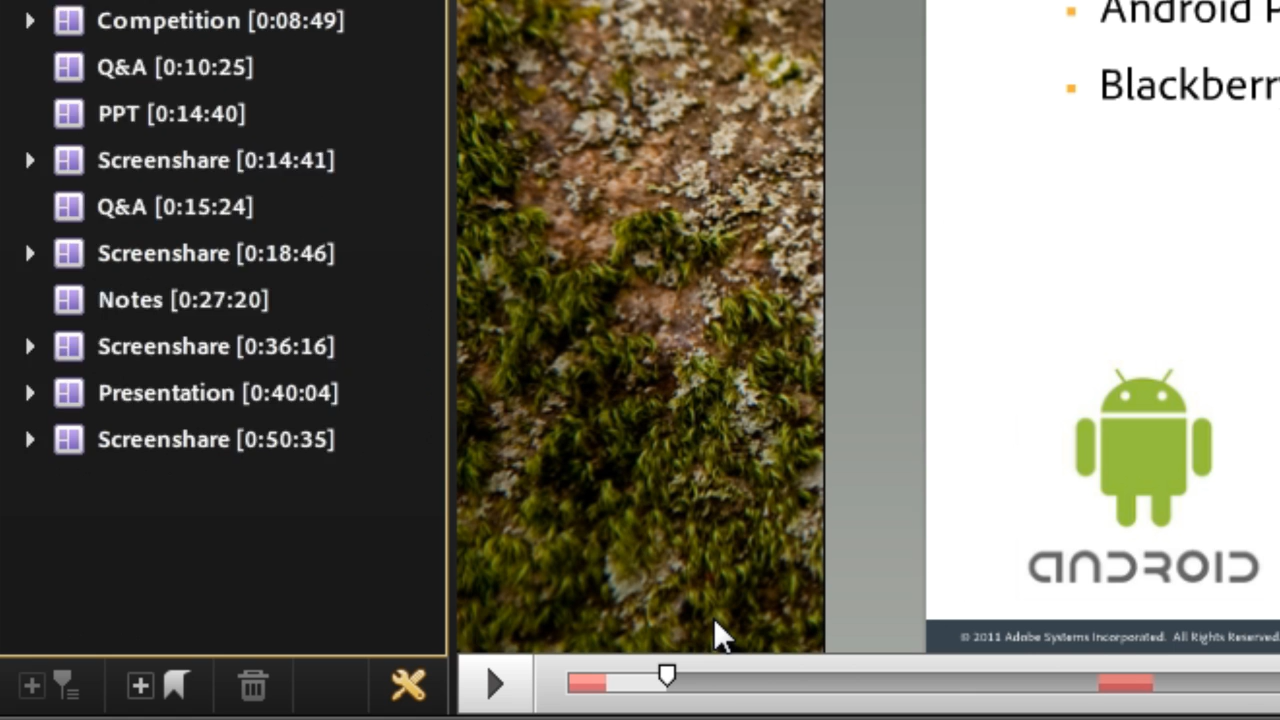 Competition [0:08:49]
Q&A [0:10:25]
PPT [0:14:40]
Screenshare [0:14:41]
Q&A [0:15:24]
Screenshare [0:18:46]
Notes [0:27:20]
Screenshare [0:36:16]
Presentation [0:40:04]
Screenshare [0:50:35]
Android
Blackberr
ANDROID
© 2011 Adobe Systems Incorporated. All Rights Reserved.